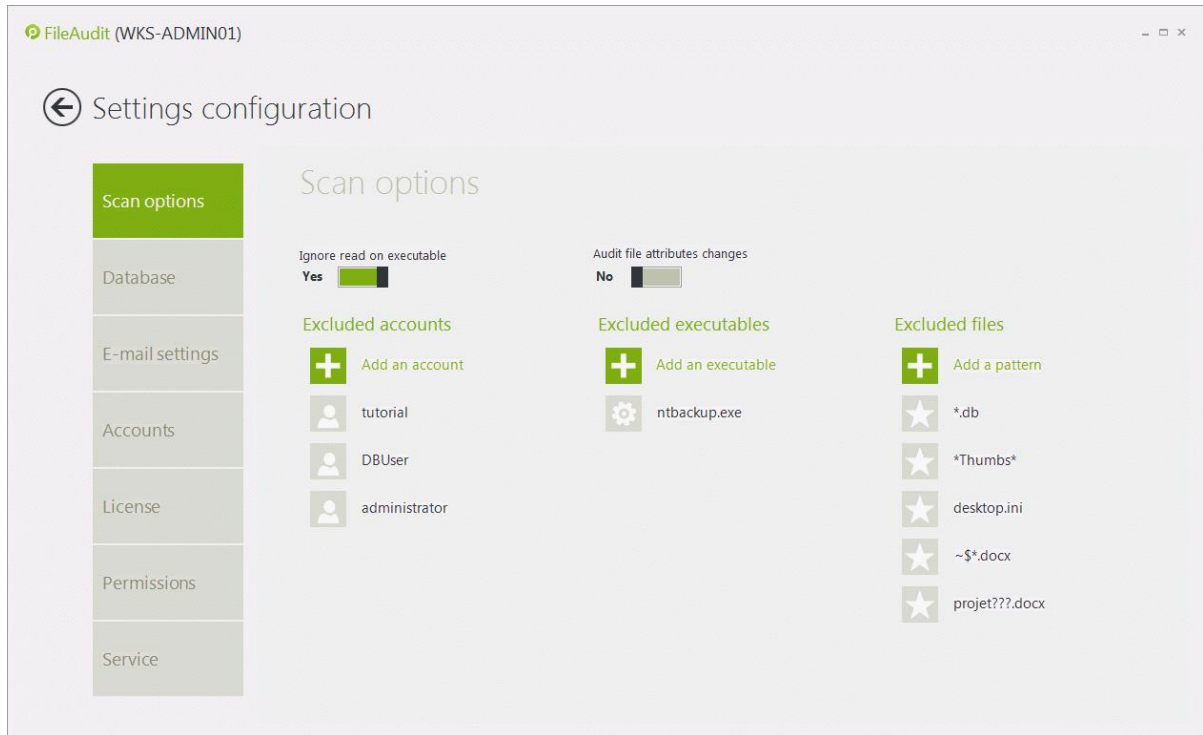 FileAudit (WKS-ADMIN01)
Settings configuration
Scan options
Database
E-mail settings
Accounts
License
Permissions
Service
Scan options
Ignore read on executable
Yes
Audit file attributes changes
No
Excluded accounts
Add an account
tutorial
DBUser
administrator
Excluded executables
Add an executable
ntbackup.exe
Excluded files
Add a pattern
*.db
*Thumbs*
desktop.ini
~$*.docx
projet???.docx